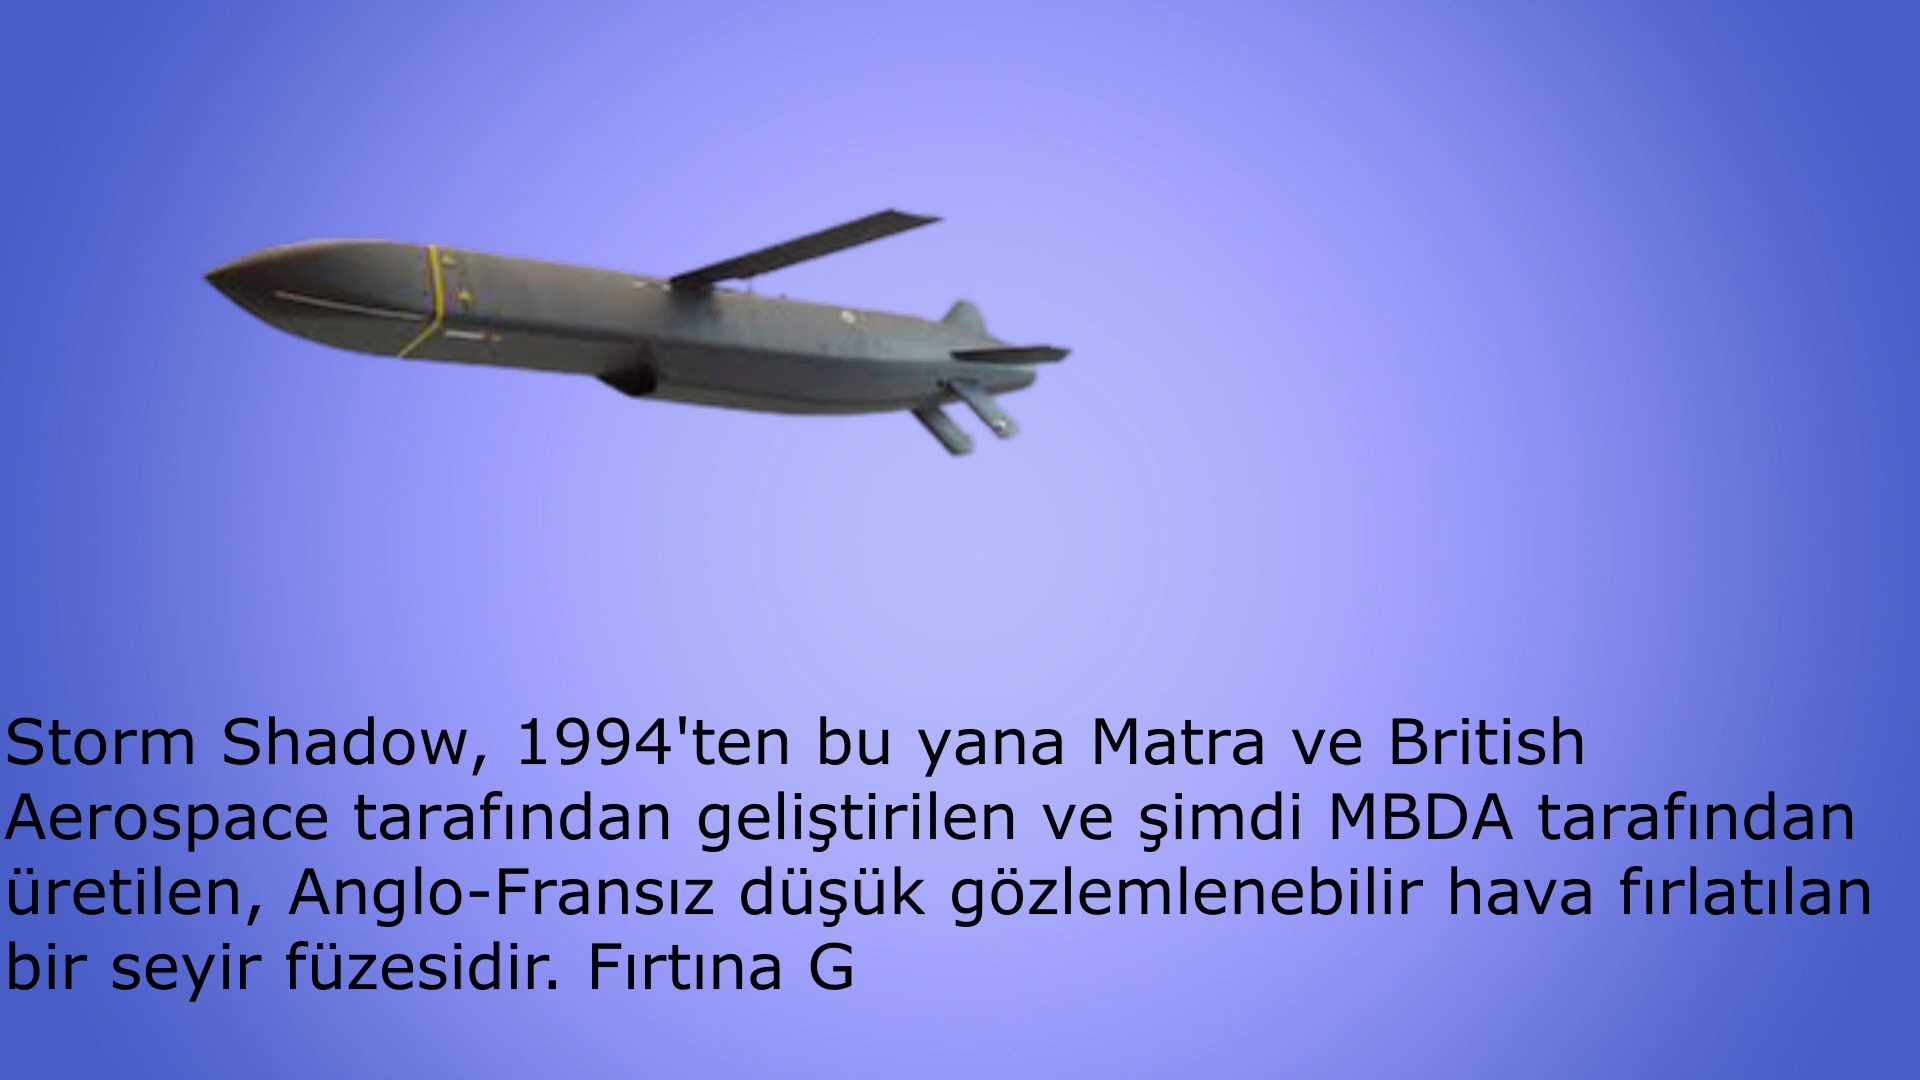 Storm Shadow, 1994'ten bu yana Matra ve British
Aerospace tarafından geliştirilen ve şimdi MBDA tarafından
üretilen, Anglo-Fransız düşük gözlemlenebilir hava fırlatılan
bir seyir füzesidir. Fırtına G